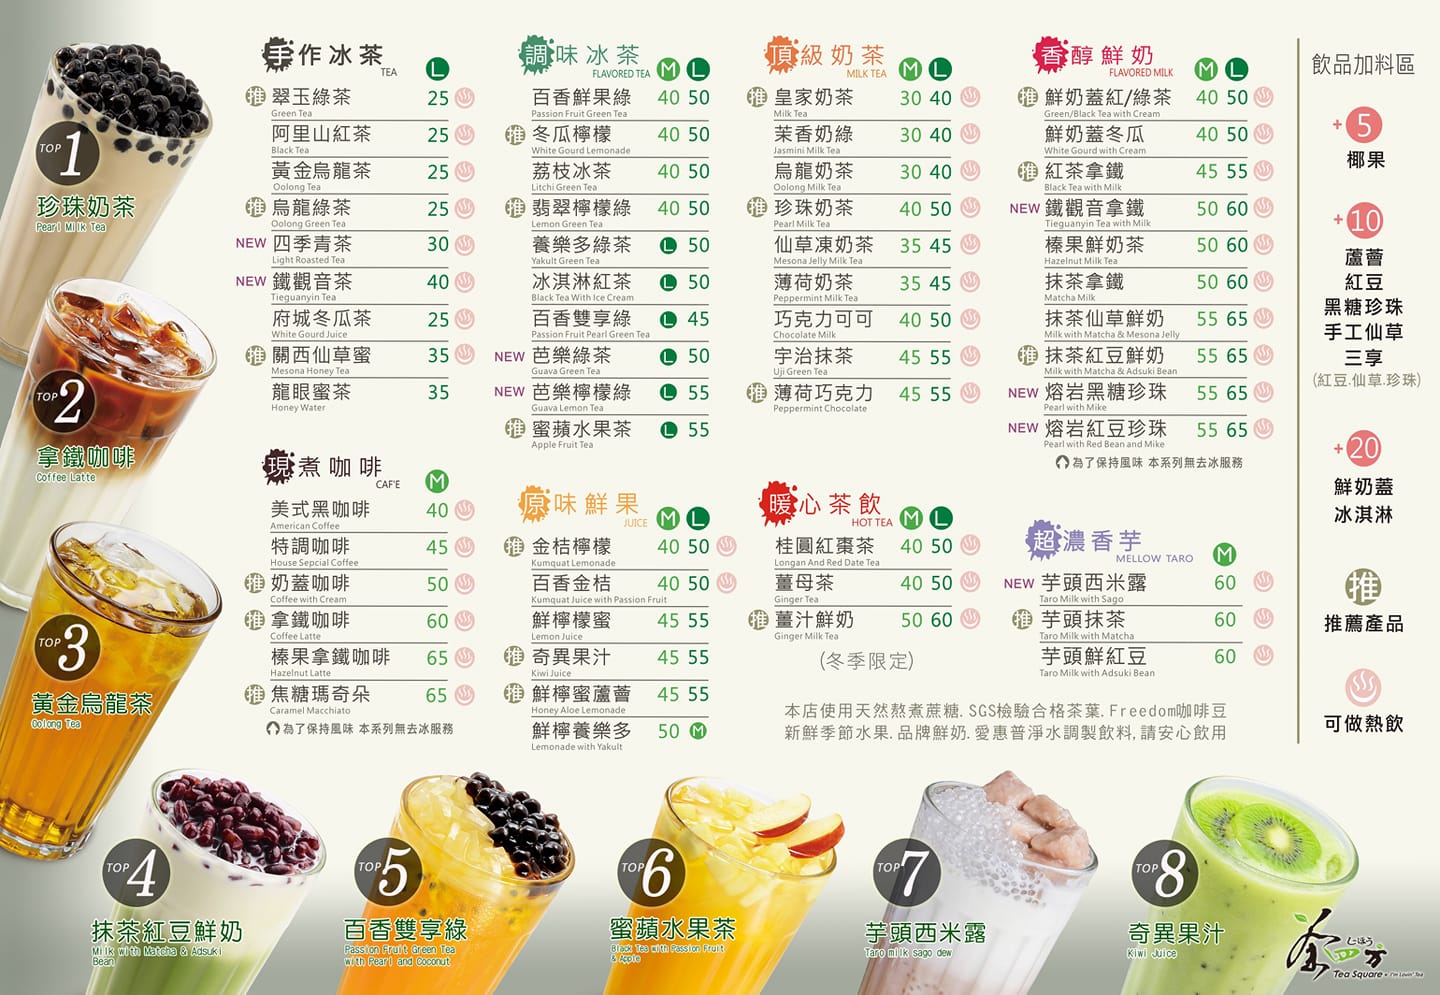 手作冰茶
TEA L
推 翠玉綠茶 25
Green Tea
阿里山紅茶 25
Black Tea
黃金烏龍茶 25
Oolong Tea
推 烏龍綠茶 25
Oolong Green Tea
NEW 四季青茶 30
Light Roasted Tea
NEW 鐵觀音茶 40
Tieguanyin Tea
府城冬瓜茶 25
White Gourd Juice
推 關西仙草蜜 35
Mesona Honey Tea
龍眼蜜茶 35
Honey Water
現煮咖啡
CAF'E M
美式黑咖啡 40
American Coffee
特調咖啡 45
House Sepcial Coffee
推 奶蓋咖啡 50
Coffee with Cream
推 拿鐵咖啡 60
Coffee Latte
榛果拿鐵咖啡 65
Hazelnut Latte
推 焦糖瑪奇朵 65
Caramel Macchiato
為了保持風味 本系列無去冰服務
調味冰茶
FLAVORED TEA M L
百香鮮果綠 40 50
Passion Fruit Green Tea
推 冬瓜檸檬 40 50
White Gourd Lemonade
荔枝冰茶 40 50
Litchi Green Tea
推 翡翠檸檬綠 40 50
Lemon Green Tea
養樂多綠茶 L 50
Yakult Green Tea
冰淇淋紅茶 L 50
Black Tea With Ice Cream
百香雙享綠 L 45
Passion Fruit Pearl Green Tea
NEW 芭樂綠茶 L 50
Guava Green Tea
NEW 芭樂檸檬綠 L 55
Guava Lemon Tea
推 蜜蘋水果茶 L 55
Apple Fruit Tea
原味鮮果
JUICE M L
推 金桔檸檬 40 50
Kumquat Lemonade
推 百香金桔 40 50
Kumquat Juice with Passion Fruit
鮮檸檬蜜 45 55
Lemon Juice
推 奇異果汁 45 55
Kiwi Juice
推 鮮檸蜜蘆薈 45 55
Honey Aloe Lemonade
鮮檸養樂多 50 M
Lemonade with Yakult
頂級奶茶
MILK TEA M L
推 皇家奶茶 30 40
Milk Tea
茉香奶綠 30 40
Jasmini Milk Tea
烏龍奶茶 30 40
Oolong Milk Tea
推 珍珠奶茶 40 50
Pearl Milk Tea
仙草凍奶茶 35 45
Mesona Jelly Milk Tea
薄荷奶茶 35 45
Peppermint Milk Tea
巧克力可可 40 50
Chocolate Milk
宇治抹茶 45 55
Uji Green Tea
推 薄荷巧克力 45 55
Peppermint Chocolate
暖心茶飲
HOT TEA M L
桂圓紅棗茶 40 50
Longan And Red Date Tea
薑母茶 40 50
Ginger Tea
推 薑汁鮮奶 50 60
Ginger Milk Tea
(冬季限定)
香醇鮮奶
FLAVORED MILK M L
推 鮮奶蓋紅/綠茶 40 50
Green/Black Tea with Cream
鮮奶蓋冬瓜 40 50
White Gourd with Cream
推 紅茶拿鐵 45 55
Black Tea with Milk
NEW 鐵觀音拿鐵 50 60
Tieguanyin Tea with Milk
榛果鮮奶茶 50 60
Hazelnut Milk Tea
抹茶拿鐵 50 60
Matcha Milk
抹茶仙草鮮奶 55 65
Milk with Matcha & Mesona Jelly
推 抹茶紅豆鮮奶 55 65
Milk with Matcha & Adsuki Bean
NEW 熔岩黑糖珍珠 55 65
Pearl with Mike
NEW 熔岩紅豆珍珠 55 65
Pearl with Red Bean and Mike
為了保持風味 本系列無去冰服務
超濃香芋
MELLOW TARO M
NEW 芋頭西米露 60
Taro Milk with Sago
推 芋頭抹茶 60
Taro Milk with Matcha
芋頭鮮紅豆 60
Taro Milk with Adsuki Bean
本店使用天然熬煮蔗糖.SGS檢驗合格茶葉.Freedom咖啡豆
新鮮季節水果.品牌鮮奶.愛惠普淨水調製飲料,請安心飲用
飲品加料區
+5
椰果
+10
蘆薈
紅豆
黑糖珍珠
手工仙草
三享
(紅豆.仙草.珍珠)
+20
鮮奶蓋
冰淇淋
推
推薦產品
可做熱飲
TOP 1
珍珠奶茶
Pearl Milk Tea
TOP 2
拿鐵咖啡
Coffee Latte
TOP 3
黃金烏龍茶
Oolong Tea
TOP 4
抹茶紅豆鮮奶
Milk with Matcha & Adsuki
Bean
TOP 5
百香雙享綠
Passion Fruit Green Tea
with Pearl and Coconut
TOP 6
蜜蘋水果茶
Black Tea with Passion Fruit
& Apple
TOP 7
芋頭西米露
Taro milk sago dew
TOP 8
奇異果汁
Kiwi Juice
茶方
しほう
Tea Square • I'm Lovin' Tea